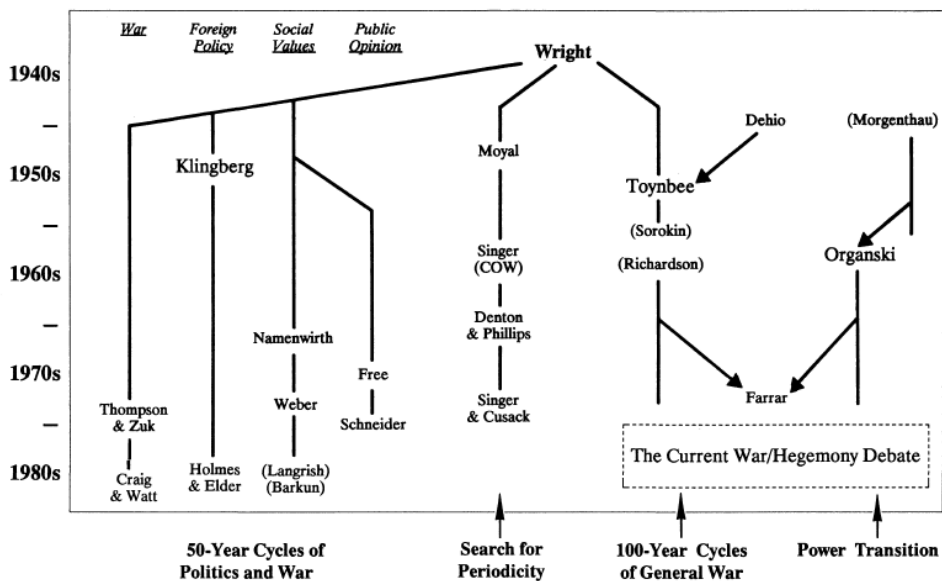 War
Foreign
Policy
Social
Values
Public
Opinion
Wright
1940s
–
1950s
–
1960s
–
1970s
–
1980s
Dehio
(Morgenthau)
Moyal
Klingberg
Toynbee
(Sorokin)
Singer
(COW)
(Richardson)
Organski
Denton
& Phillips
Namenwirth
Free
Farrar
Thompson
& Zuk
Weber
Schneider
Singer
& Cusack
The Current War/Hegemony Debate
Craig
& Watt
Holmes
& Elder
(Langrish)
(Barkun)
50-Year Cycles of
Politics and War
Search for
Periodicity
100-Year Cycles
of General War
Power Transition